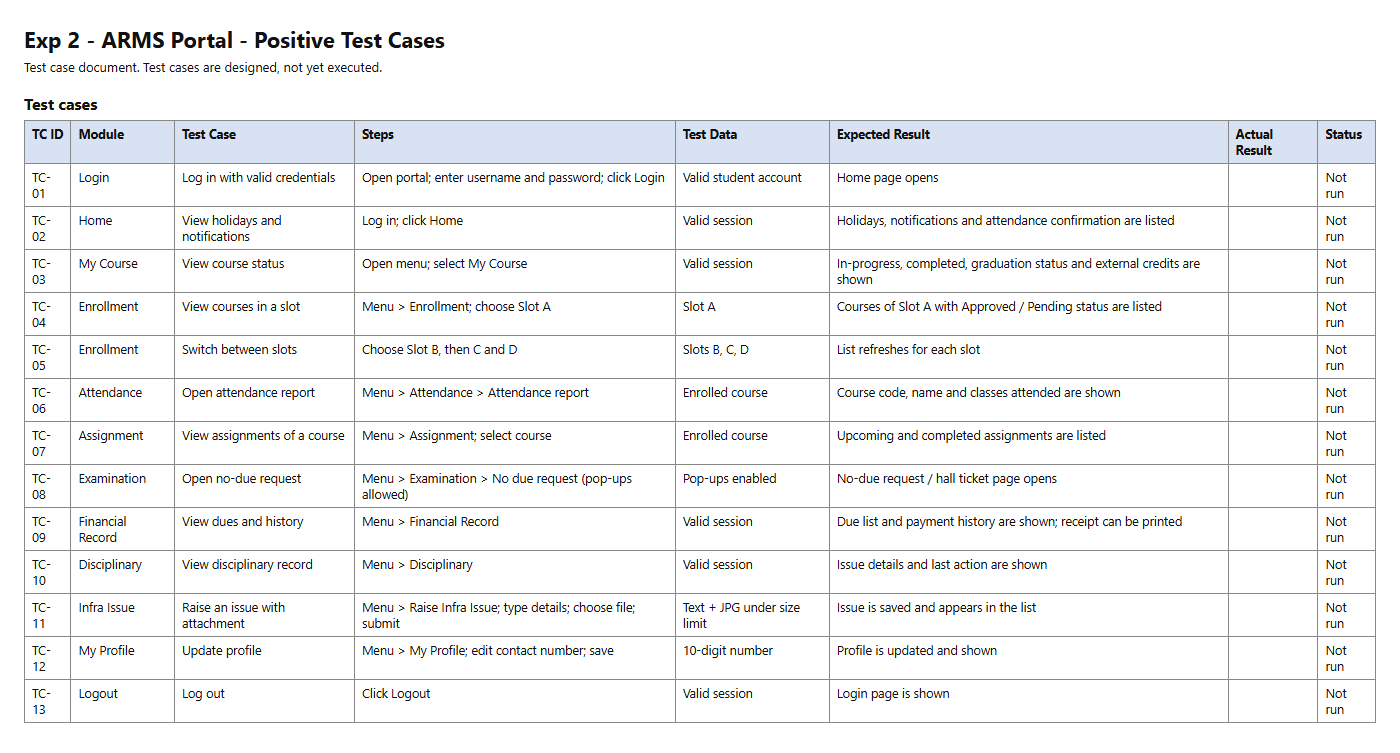 Exp 2 - ARMS Portal - Positive Test Cases
Test case document. Test cases are designed, not yet executed.
Test cases
TC ID Module Test Case Steps Test Data Expected Result Actual Result Status
TC-01 Login Log in with valid credentials Open portal; enter username and password; click Login Valid student account Home page opens Not run
TC-02 Home View holidays and notifications Log in; click Home Valid session Holidays, notifications and attendance confirmation are listed Not run
TC-03 My Course View course status Open menu; select My Course Valid session In-progress, completed, graduation status and external credits are shown Not run
TC-04 Enrollment View courses in a slot Menu > Enrollment; choose Slot A Slot A Courses of Slot A with Approved / Pending status are listed Not run
TC-05 Enrollment Switch between slots Choose Slot B, then C and D Slots B, C, D List refreshes for each slot Not run
TC-06 Attendance Open attendance report Menu > Attendance > Attendance report Enrolled course Course code, name and classes attended are shown Not run
TC-07 Assignment View assignments of a course Menu > Assignment; select course Enrolled course Upcoming and completed assignments are listed Not run
TC-08 Examination Open no-due request Menu > Examination > No due request (pop-ups allowed) Pop-ups enabled No-due request / hall ticket page opens Not run
TC-09 Financial Record View dues and history Menu > Financial Record Valid session Due list and payment history are shown; receipt can be printed Not run
TC-10 Disciplinary View disciplinary record Menu > Disciplinary Valid session Issue details and last action are shown Not run
TC-11 Infra Issue Raise an issue with attachment Menu > Raise Infra Issue; type details; choose file; submit Text + JPG under size limit Issue is saved and appears in the list Not run
TC-12 My Profile Update profile Menu > My Profile; edit contact number; save 10-digit number Profile is updated and shown Not run
TC-13 Logout Log out Click Logout Valid session Login page is shown Not run